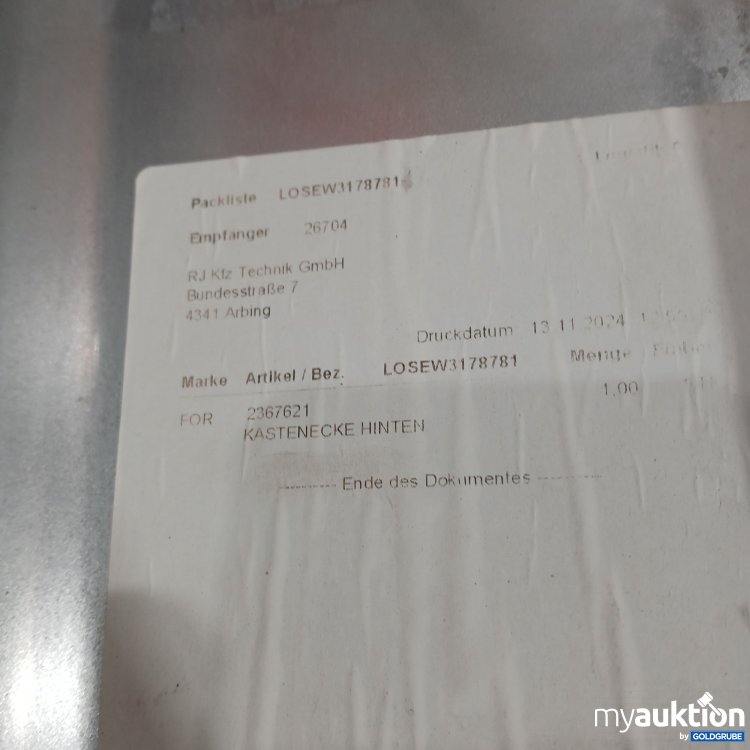 Packliste LOSEW3178781
Empfänger 26704
RJ Kfz Technik GmbH
Bundesstraße 7
4341 Arbing
Druckdatum 13.11.2024
Marke Artikel / Bez. LOSEW3178781 Menge
FOR 2367621 1,00
KASTENECKE HINTEN
---------- Ende des Dokumentes ----------
myauktion
by GOLDGRUBE